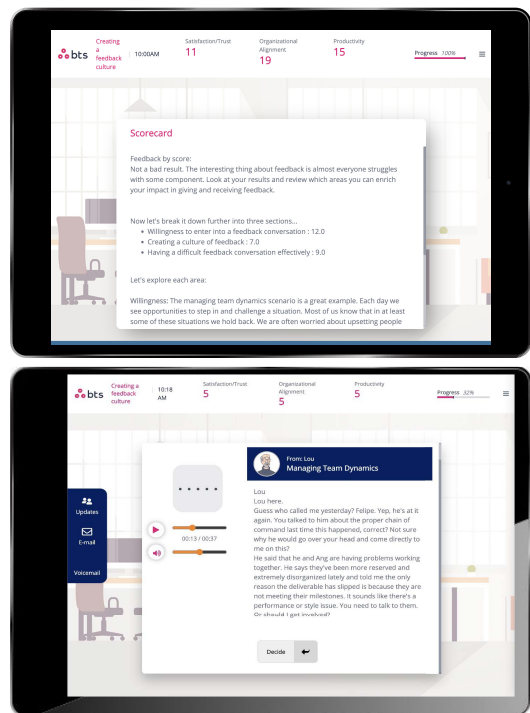 bts
Creating
a
feedback
culture
10:00AM
Satisfaction/Trust
11
Organizational
Alignment
19
Productivity
15
Progress 100%
Scorecard
Feedback by score:
Not a bad result. The interesting thing about feedback is almost everyone struggles
with some component. Look at your results and review which areas you can enrich
your impact in giving and receiving feedback.
Now let's break it down further into three sections...
• Willingness to enter into a feedback conversation : 12.0
• Creating a culture of feedback : 7.0
• Having a difficult feedback conversation effectively : 9.0
Let's explore each area:
Willingness: The managing team dynamics scenario is a great example. Each day we
see opportunities to step in and challenge a situation. Most of us know that in at least
some of these situations we hold back. We are often worried about upsetting people
bts
Creating a
feedback
culture
10:18
AM
Satisfaction/Trust
5
Organizational
Alignment
5
Productivity
5
Progress 32%
Updates
E-mail
Voicemail
00:13 / 00:37
From: Lou
Managing Team Dynamics
Lou
Lou here.
Guess who called me yesterday? Felipe. Yep, he's at it
again. You talked to him about the proper chain of
command last time this happened, correct? Not sure
why he would go over your head and come directly to
me on this?
He said that he and Ang are having problems working
together. He says they've been more reserved and
extremely disorganized lately and told me the only
reason the deliverable has slipped is because they are
not meeting their milestones. It sounds like there's a
performance or style issue. You need to talk to them.
Or should I get involved?
Decide